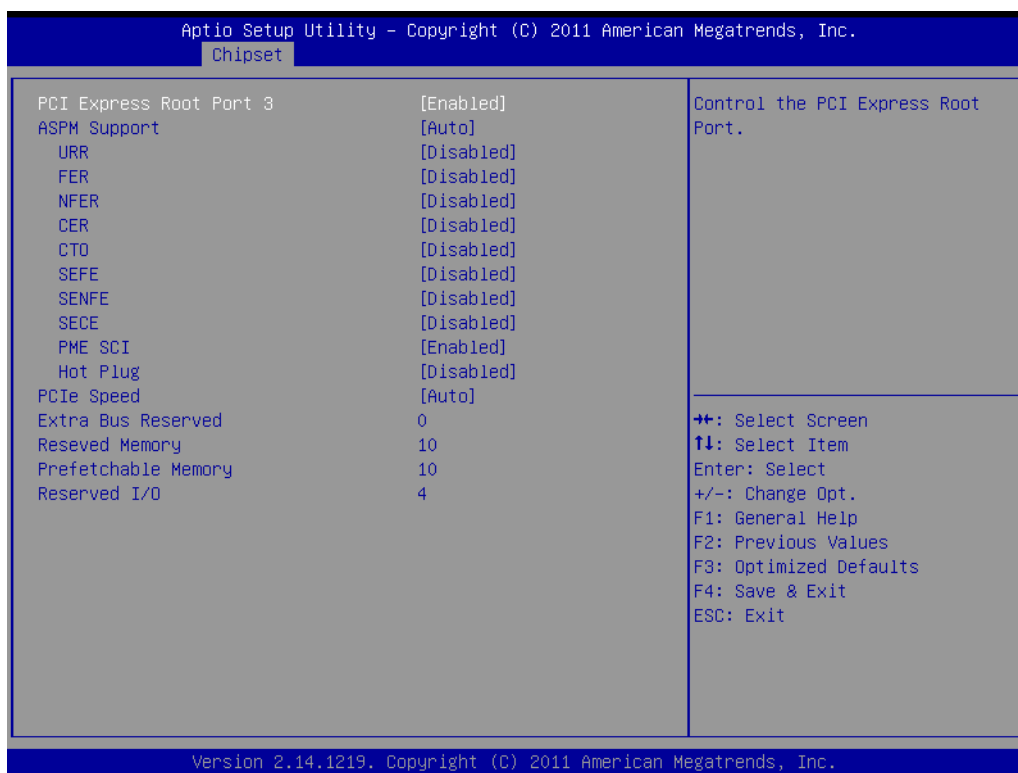 Aptio Setup Utility – Copyright (C) 2011 American Megatrends, Inc.
Chipset
PCI Express Root Port 3 [Enabled]
ASPM Support [Auto]
URR [Disabled]
FER [Disabled]
NFER [Disabled]
CER [Disabled]
CTO [Disabled]
SEFE [Disabled]
SENFE [Disabled]
SECE [Disabled]
PME SCI [Enabled]
Hot Plug [Disabled]
PCIe Speed [Auto]
Extra Bus Reserved 0
Reseved Memory 10
Prefetchable Memory 10
Reserved I/O 4
Control the PCI Express Root
Port.
→←: Select Screen
↑↓: Select Item
Enter: Select
+/-: Change Opt.
F1: General Help
F2: Previous Values
F3: Optimized Defaults
F4: Save & Exit
ESC: Exit
Version 2.14.1219. Copyright (C) 2011 American Megatrends, Inc.